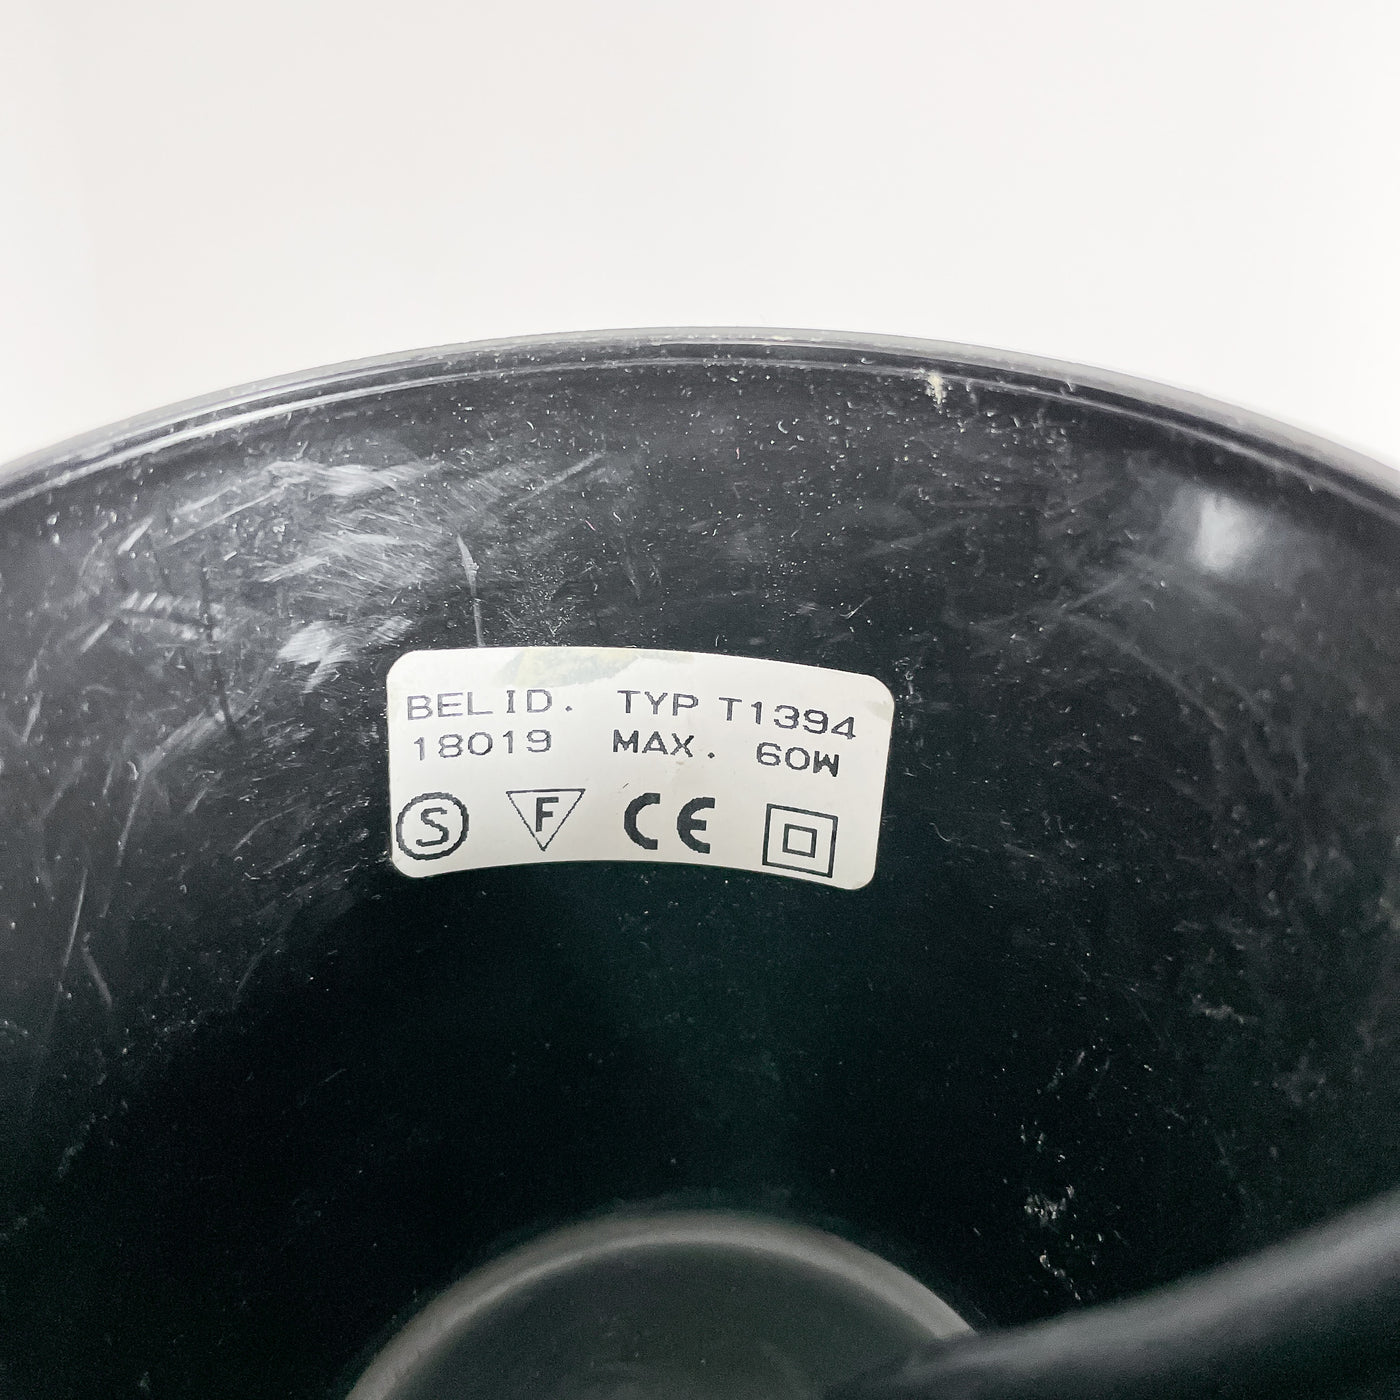 BELID. TYP T1394
18019 MAX. 60W
S F CE